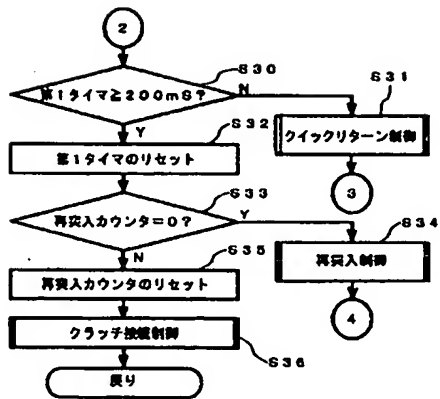 2
S30
第1タイマ≧200mS?
N
S31
クイックリターン制御
3
Y
S32
第1タイマのリセット
S33
再突入カウンタ=0?
Y
S34
再突入制御
4
N
S35
再突入カウンタのリセット
クラッチ接続制御
S36
戻り